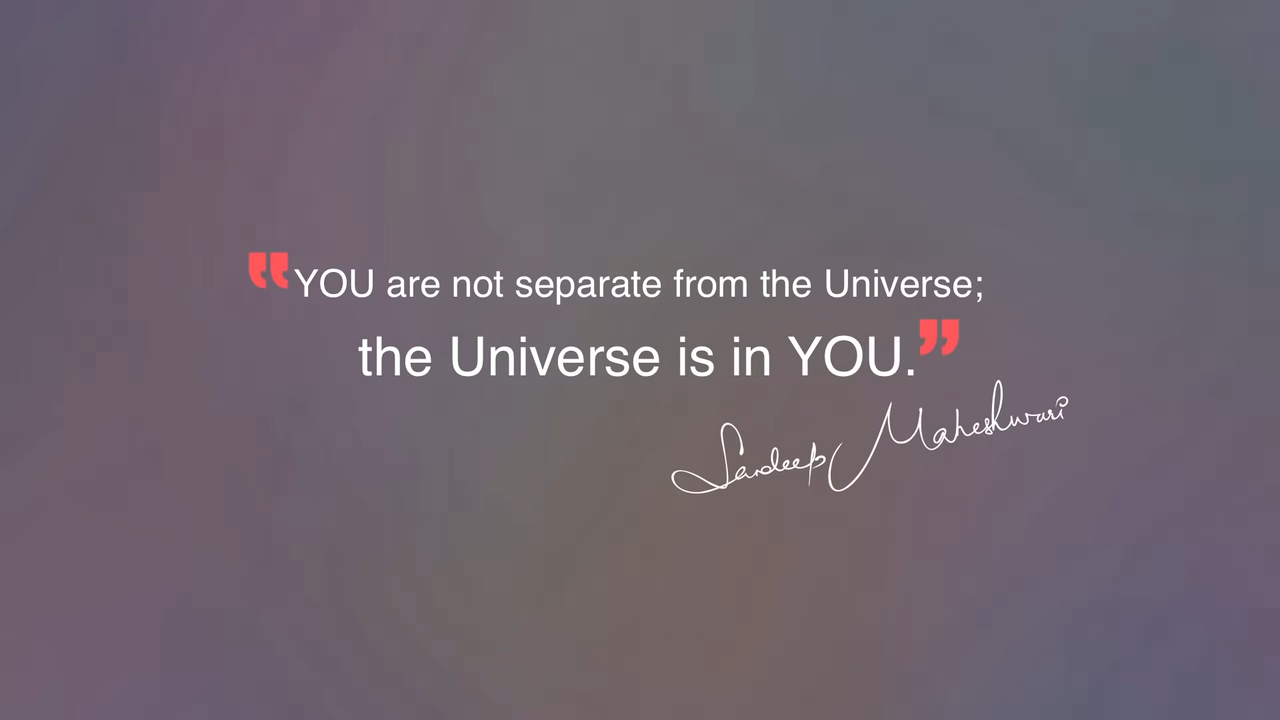 “YOU are not separate from the Universe;
the Universe is in YOU.”
Sandeep Maheshwari